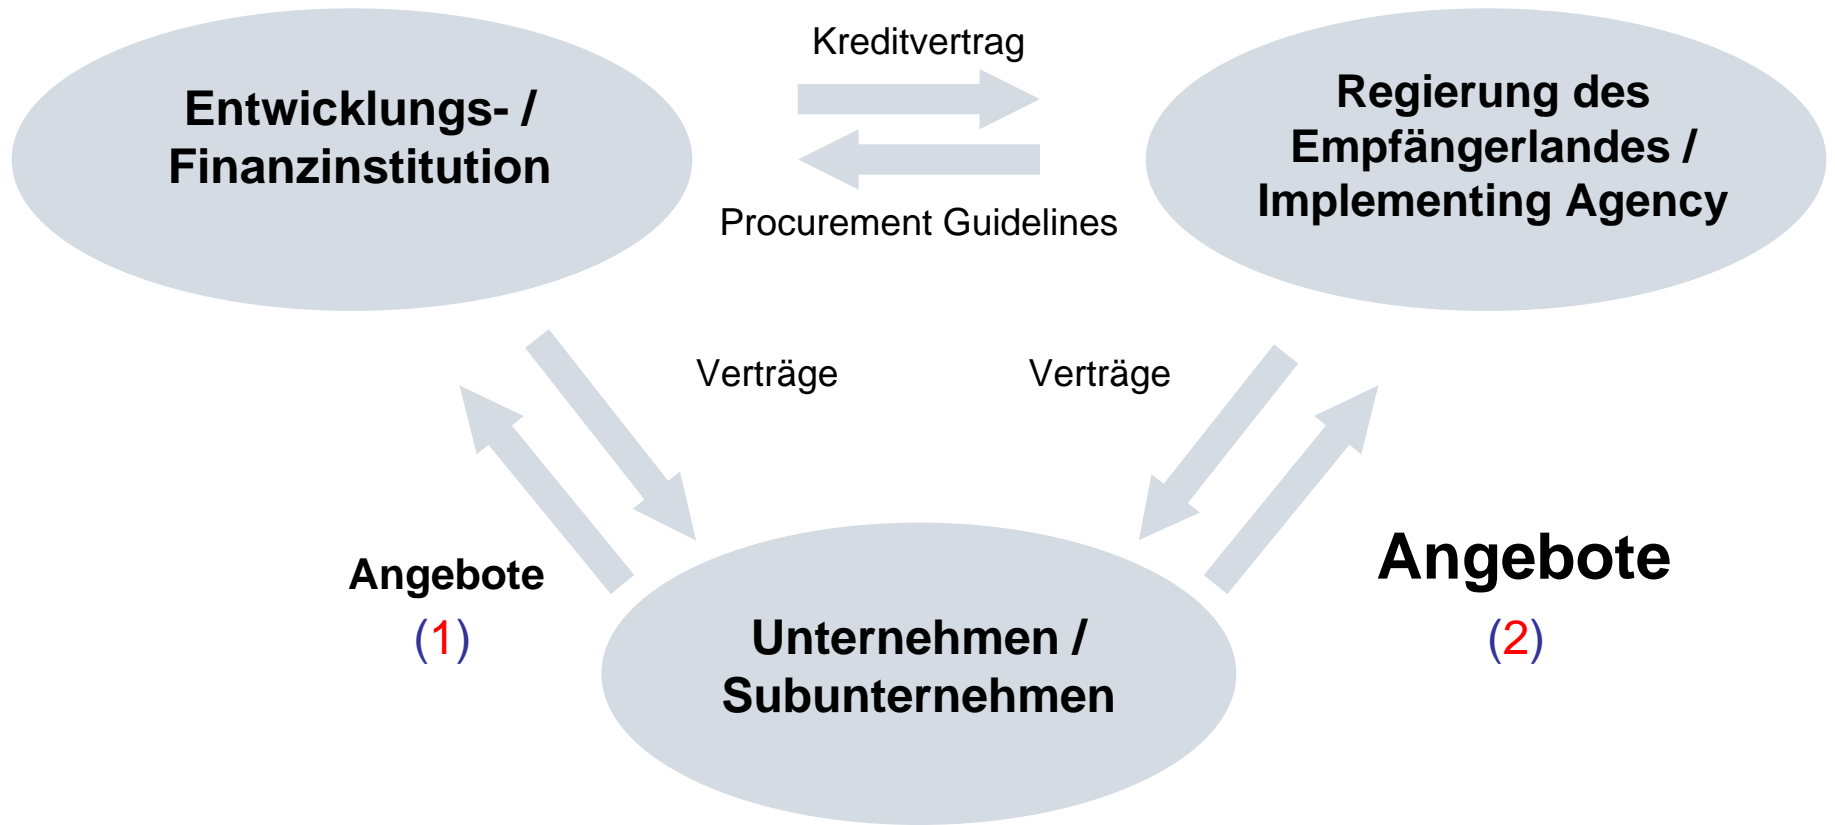 Kreditvertrag
Entwicklungs- /
Finanzinstitution
Regierung des
Empfängerlandes /
Implementing Agency
Procurement Guidelines
Verträge
Verträge
Angebote
(1)
Angebote
(2)
Unternehmen /
Subunternehmen